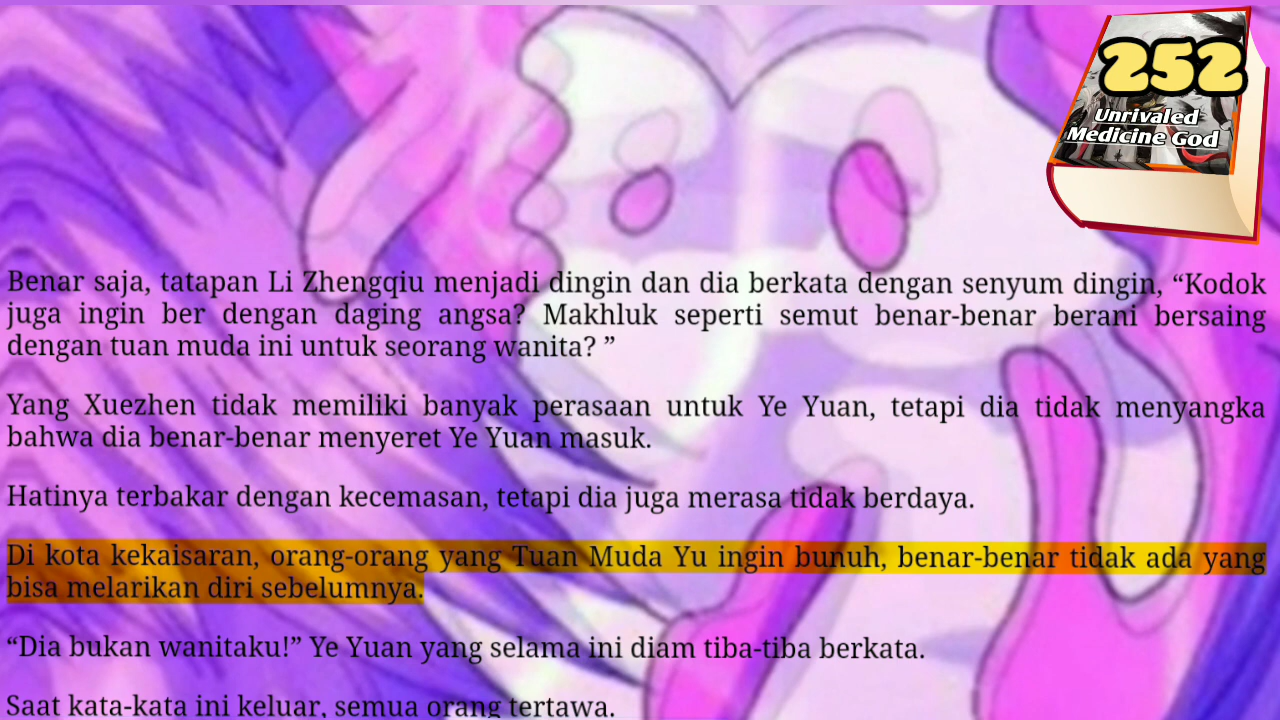 252
Unrivaled
Medicine God
Benar saja, tatapan Li Zhengqiu menjadi dingin dan dia berkata dengan senyum dingin, “Kodok
juga ingin ber dengan daging angsa? Makhluk seperti semut benar-benar berani bersaing
dengan tuan muda ini untuk seorang wanita? ”
Yang Xuezhen tidak memiliki banyak perasaan untuk Ye Yuan, tetapi dia tidak menyangka
bahwa dia benar-benar menyeret Ye Yuan masuk.
Hatinya terbakar dengan kecemasan, tetapi dia juga merasa tidak berdaya.
Di kota kekaisaran, orang-orang yang Tuan Muda Yu ingin bunuh, benar-benar tidak ada yang
bisa melarikan diri sebelumnya.
“Dia bukan wanitaku!” Ye Yuan yang selama ini diam tiba-tiba berkata.
Saat kata-kata ini keluar, semua orang tertawa.